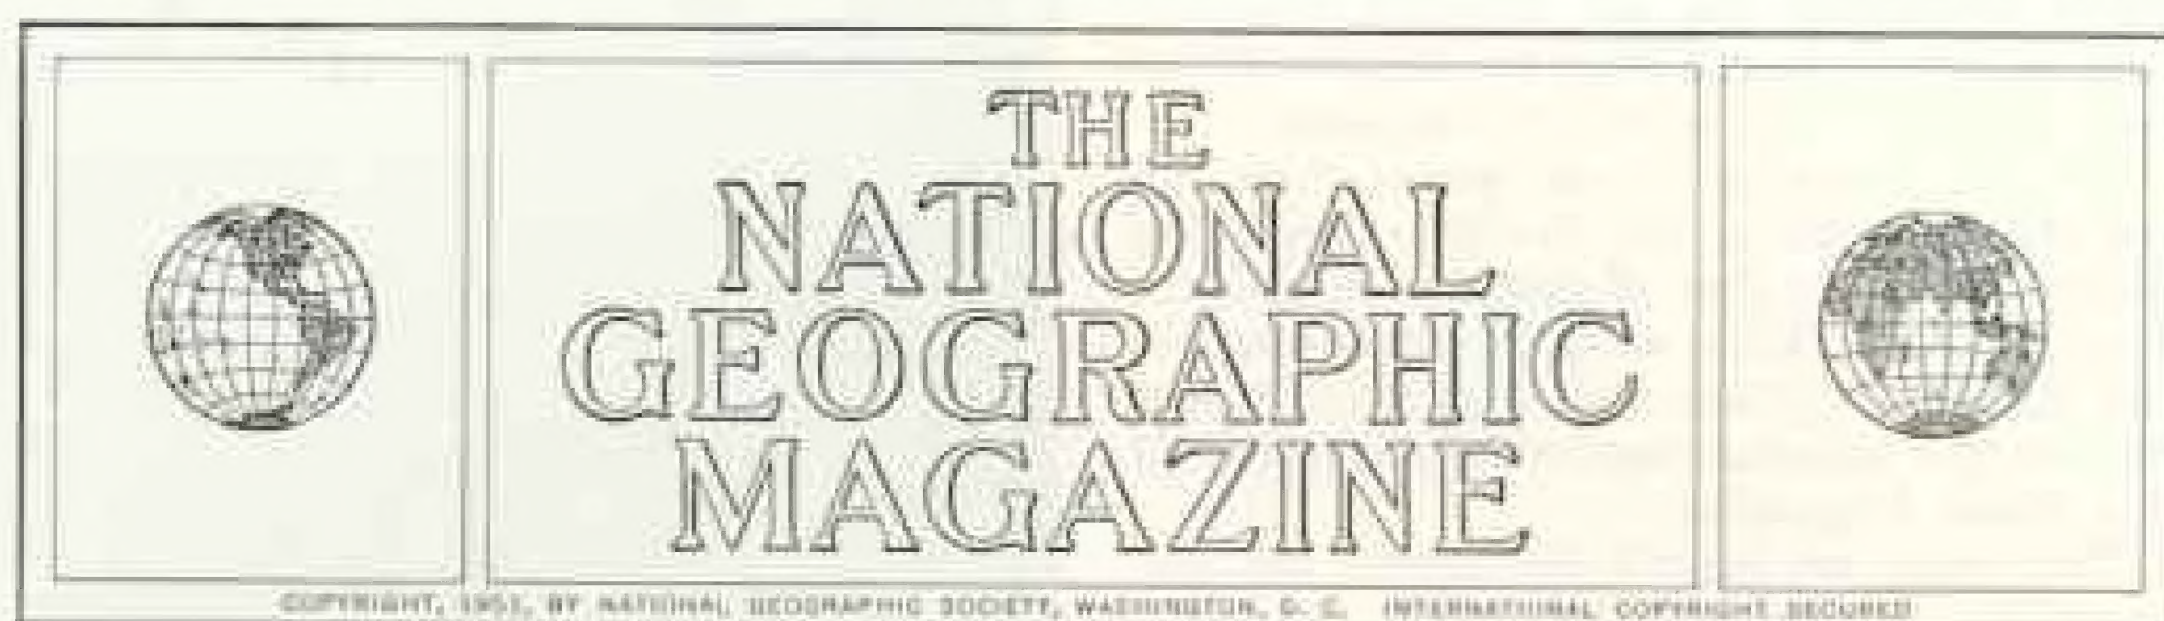 THE
NATIONAL
GEOGRAPHIC
MAGAZINE
COPYRIGHT, BY NATIONAL GEOGRAPHIC SOCIETY, WASHINGTON, D. C. INTERNATIONAL COPYRIGHT SECURED